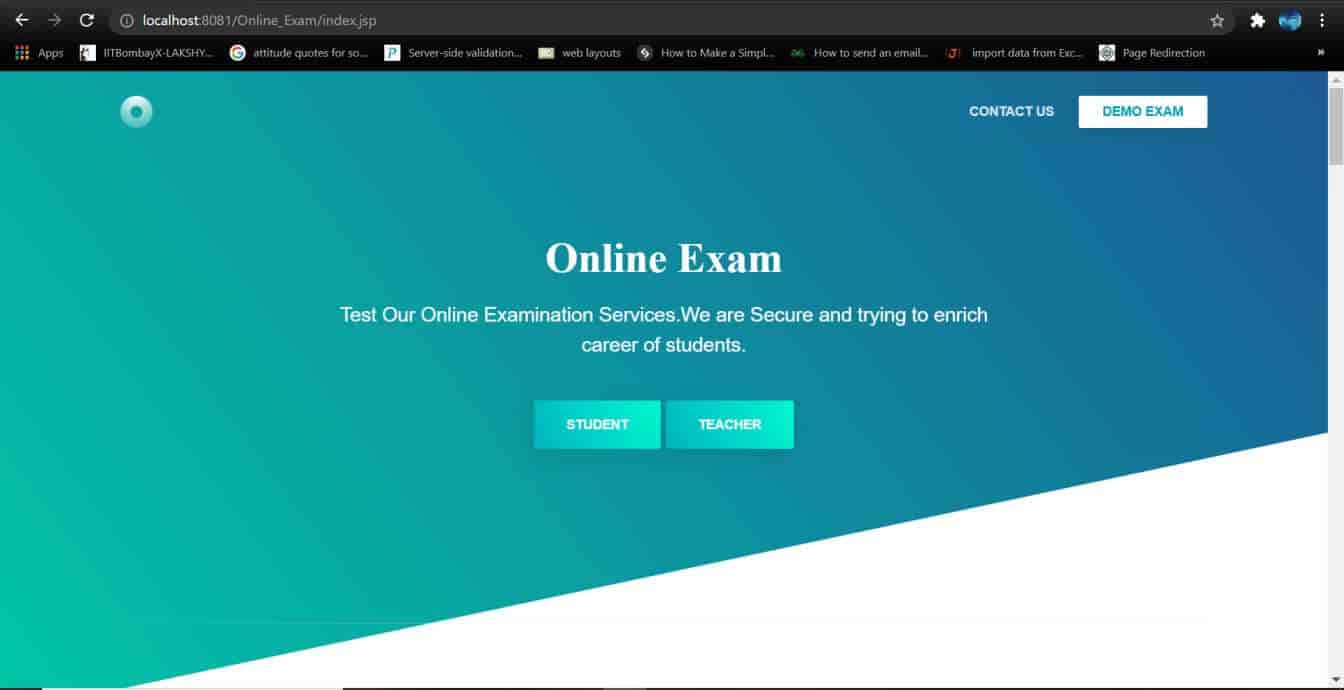 localhost:8081/Online_Exam/index.jsp
Apps IITBombayX-LAKSHY... attitude quotes for so... Server-side validation... web layouts How to Make a Simpl... How to send an email... import data from Exc... Page Redirection »
CONTACT US DEMO EXAM
Online Exam
Test Our Online Examination Services.We are Secure and trying to enrich
career of students.
STUDENT TEACHER